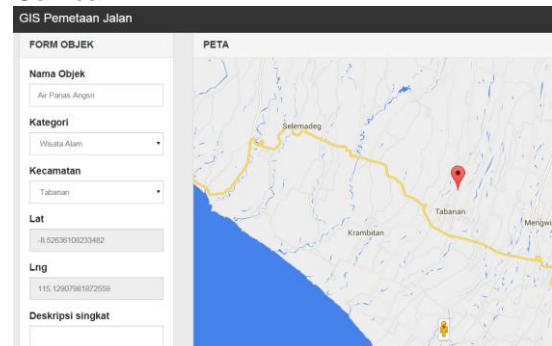 GIS Pemetaan Jalan
FORM OBJEK
Nama Objek
Air Panas Angsri
Kategori
Wisata Alam
Kecamatan
Tabanan
Lat
-8.52636108233482
Lng
115.12907981872559
Deskripsi singkat
PETA
Selemadeg
Tabanan
Krambitan
Mengwi